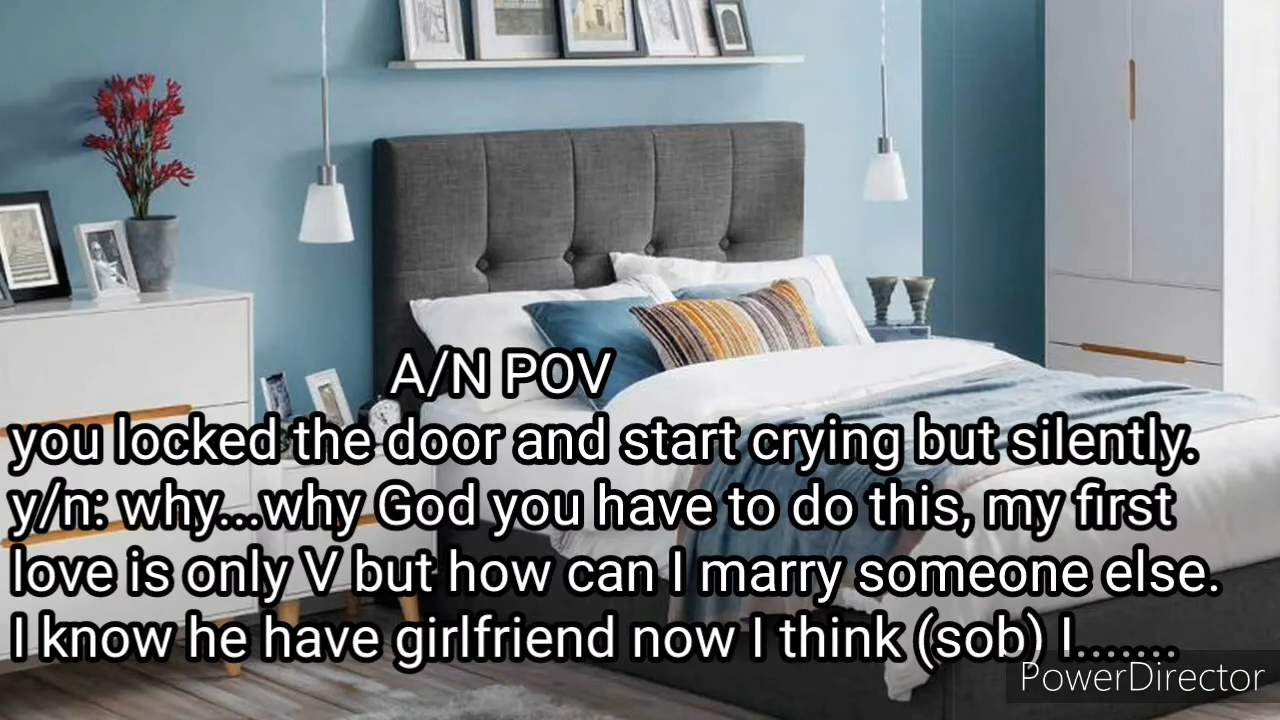 A/N POV
you locked the door and start crying but silently.
y/n: why...why God you have to do this, my first
love is only V but how can I marry someone else.
I know he have girlfriend now I think (sob) I.......
PowerDirector